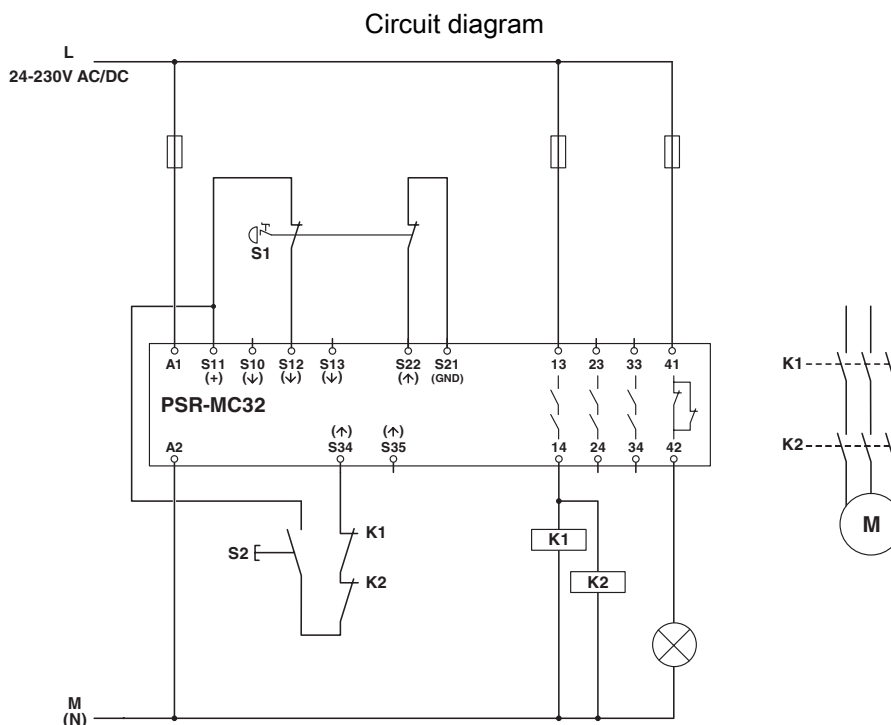 Circuit diagram
L
24-230V AC/DC
S1
A1 S11 S10 S12 S13 S22 S21 13 23 33 41
(+) (↓) (↓) (↓) (↑) (GND)
PSR-MC32
(↑) (↑)
A2 S34 S35 14 24 34 42
K1
K2
M
S2
K1
K2
K1
K2
M
(N)